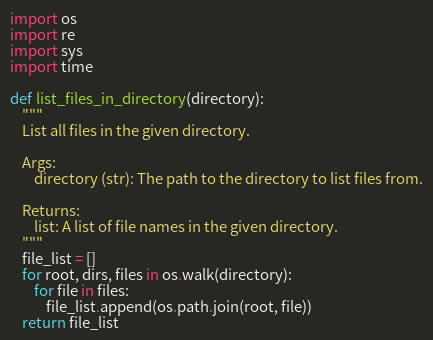 import os
import re
import sys
import time

def list_files_in_directory(directory):
    """
    List all files in the given directory.

    Args:
        directory (str): The path to the directory to list files from.

    Returns:
        list: A list of file names in the given directory.
    """
    file_list = []
    for root, dirs, files in os.walk(directory):
        for file in files:
            file_list.append(os.path.join(root, file))
    return file_list